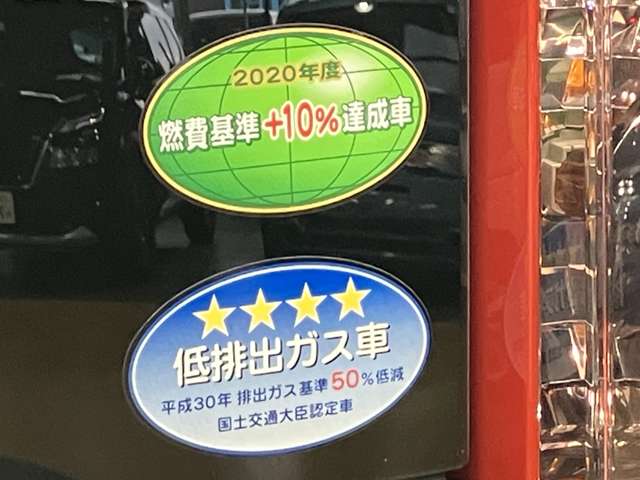 2020年度
燃費基準+10%達成車
低排出ガス車
平成30年 排出ガス基準50%低減
国土交通大臣認定車